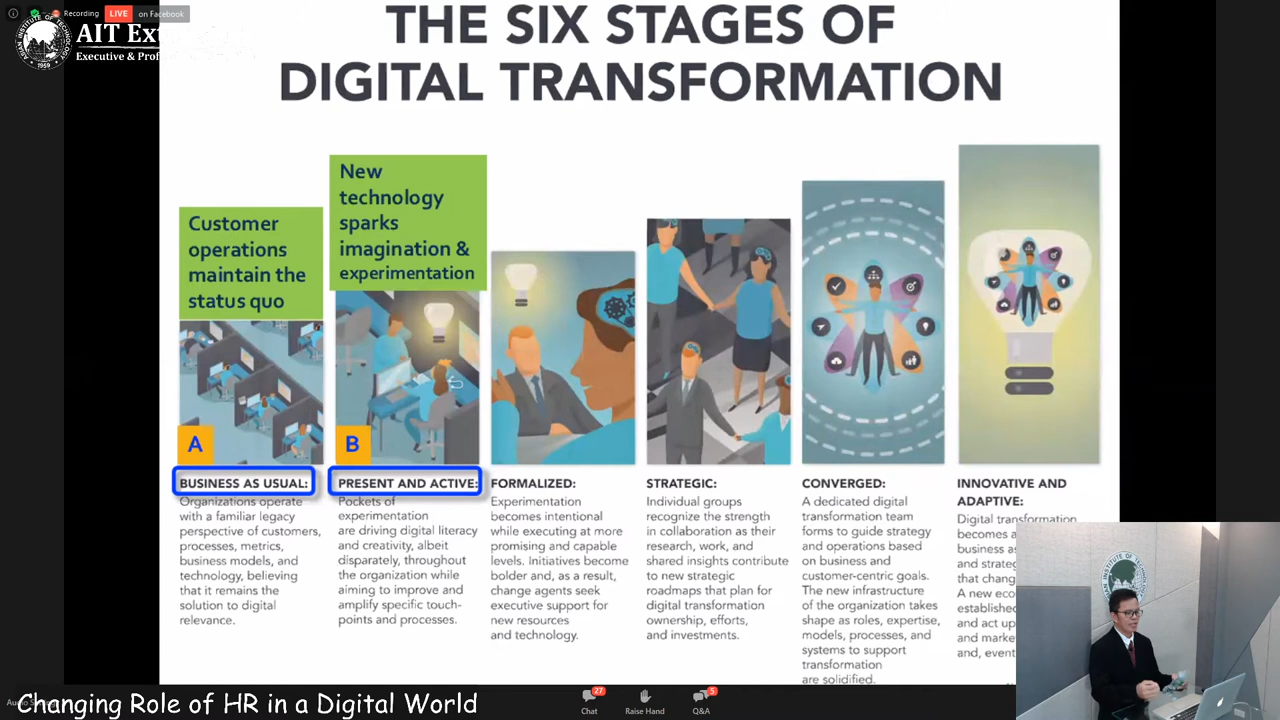 Recording
LIVE
on Facebook
AIT Ext
Executive & Prof
THE SIX STAGES OF
DIGITAL TRANSFORMATION
Customer
operations
maintain the
status quo
New
technology
sparks
imagination &
experimentation
A
B
BUSINESS AS USUAL:
Organizations operate
with a familiar legacy
perspective of customers,
processes, metrics,
business models, and
technology, believing
that it remains the
solution to digital
relevance.
PRESENT AND ACTIVE:
Pockets of
experimentation
are driving digital literacy
and creativity, albeit
disparately, throughout
the organization while
aiming to improve and
amplify specific touch-
points and processes.
FORMALIZED:
Experimentation
becomes intentional
while executing at more
promising and capable
levels. Initiatives become
bolder and, as a result,
change agents seek
executive support for
new resources
and technology.
STRATEGIC:
Individual groups
recognize the strength
in collaboration as their
research, work, and
shared insights contribute
to new strategic
roadmaps that plan for
digital transformation
ownership, efforts,
and investments.
CONVERGED:
A dedicated digital
transformation team
forms to guide strategy
and operations based
on business and
customer-centric goals.
The new infrastructure
of the organization takes
shape as roles, expertise,
models, processes, and
systems to support
transformation
are solidified.
INNOVATIVE AND
ADAPTIVE:
Digital transformation
becomes a
business as
and strateg
that chang
A new eco
established
and act up
and marke
and, event
Changing Role of HR in a Digital World
27
Chat
Raise Hand
5
Q&A